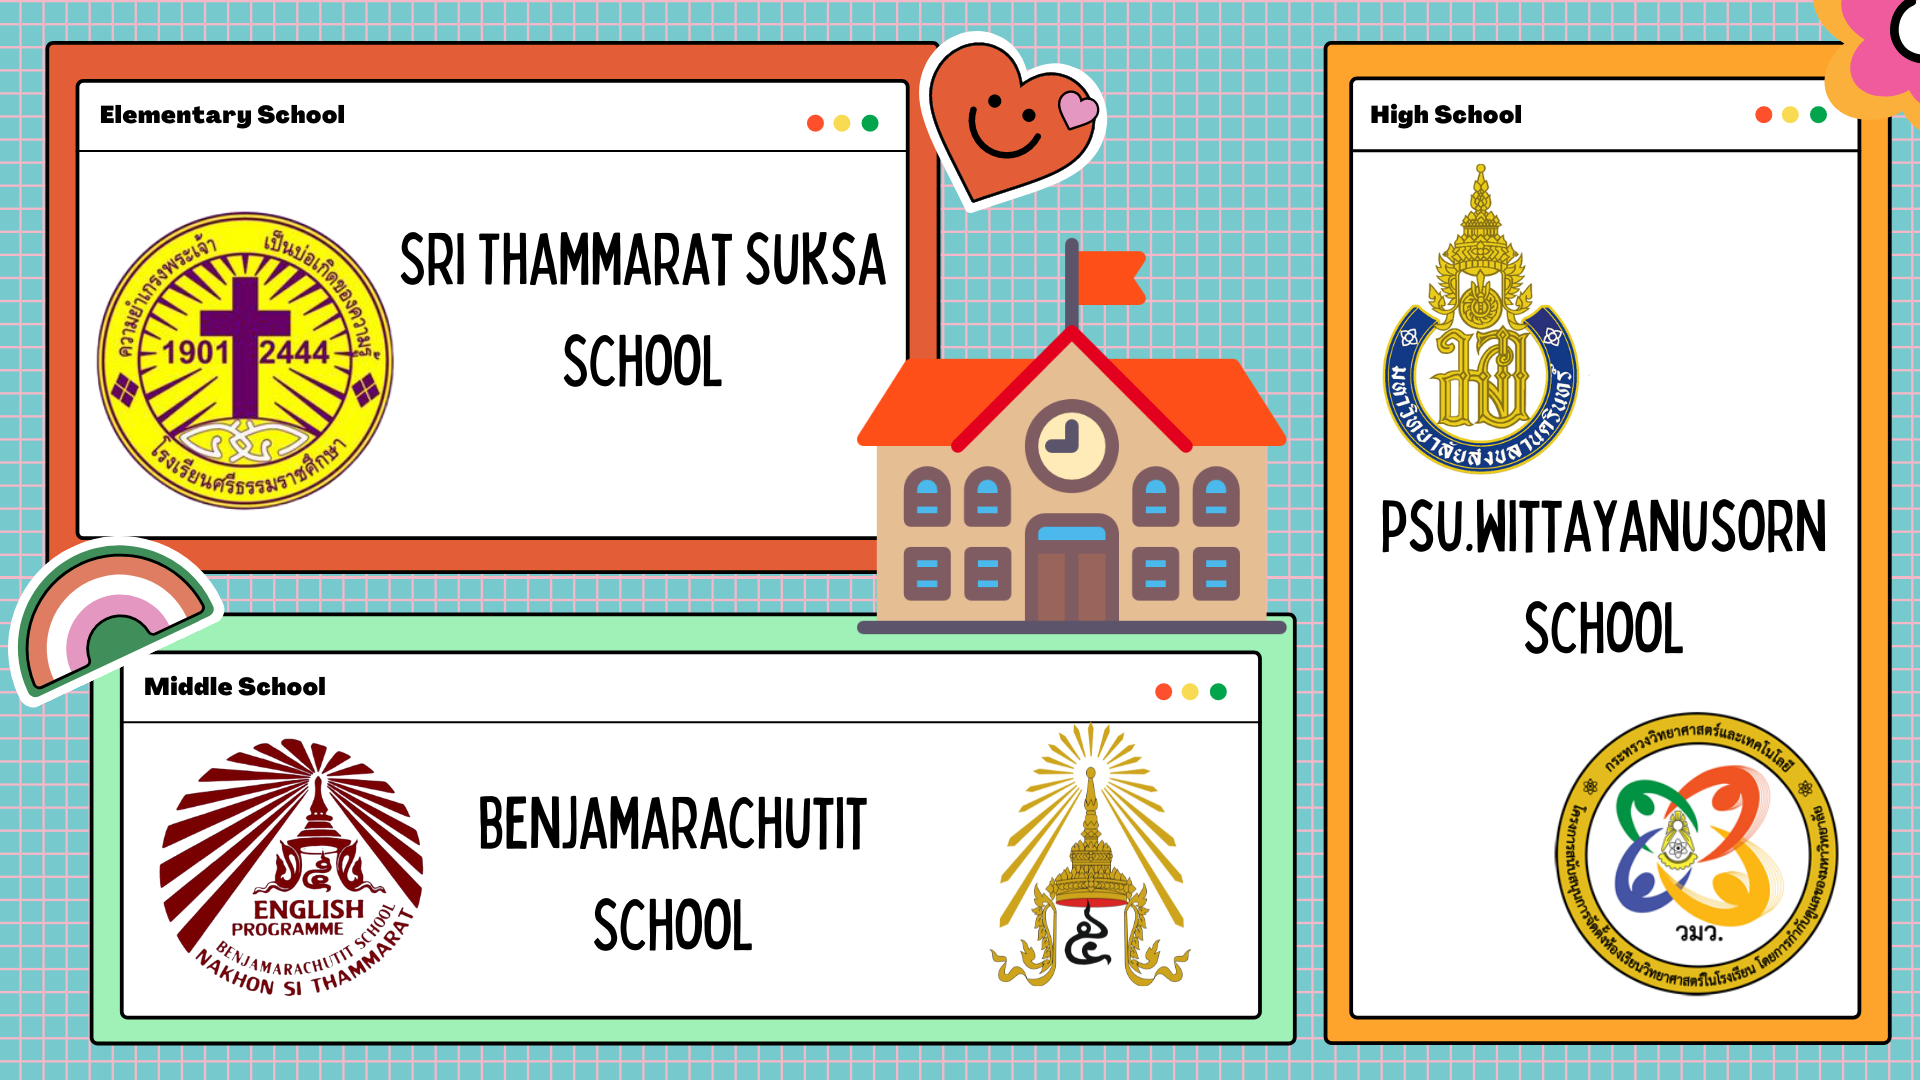 Elementary School
ความยำเกรงพระเจ้า
เป็นบ่อเกิดของความรู้
1901 2444
โรงเรียนศรีธรรมราชศึกษา
SRI THAMMARAT SUKSA
SCHOOL
Middle School
ENGLISH
PROGRAMME
BENJAMARACHUTIT SCHOOL
NAKHON SI THAMMARAT
BENJAMARACHUTIT
SCHOOL
๕
High School
มหาวิทยาลัยสงขลานครินทร์
PSU.WITTAYANUSORN
SCHOOL
กระทรวงวิทยาศาสตร์และเทคโนโลยี
วมว.
โครงการสนับสนุนการจัดตั้งห้องเรียนวิทยาศาสตร์ในโรงเรียน โดยการกำกับดูแลของมหาวิทยาลัย